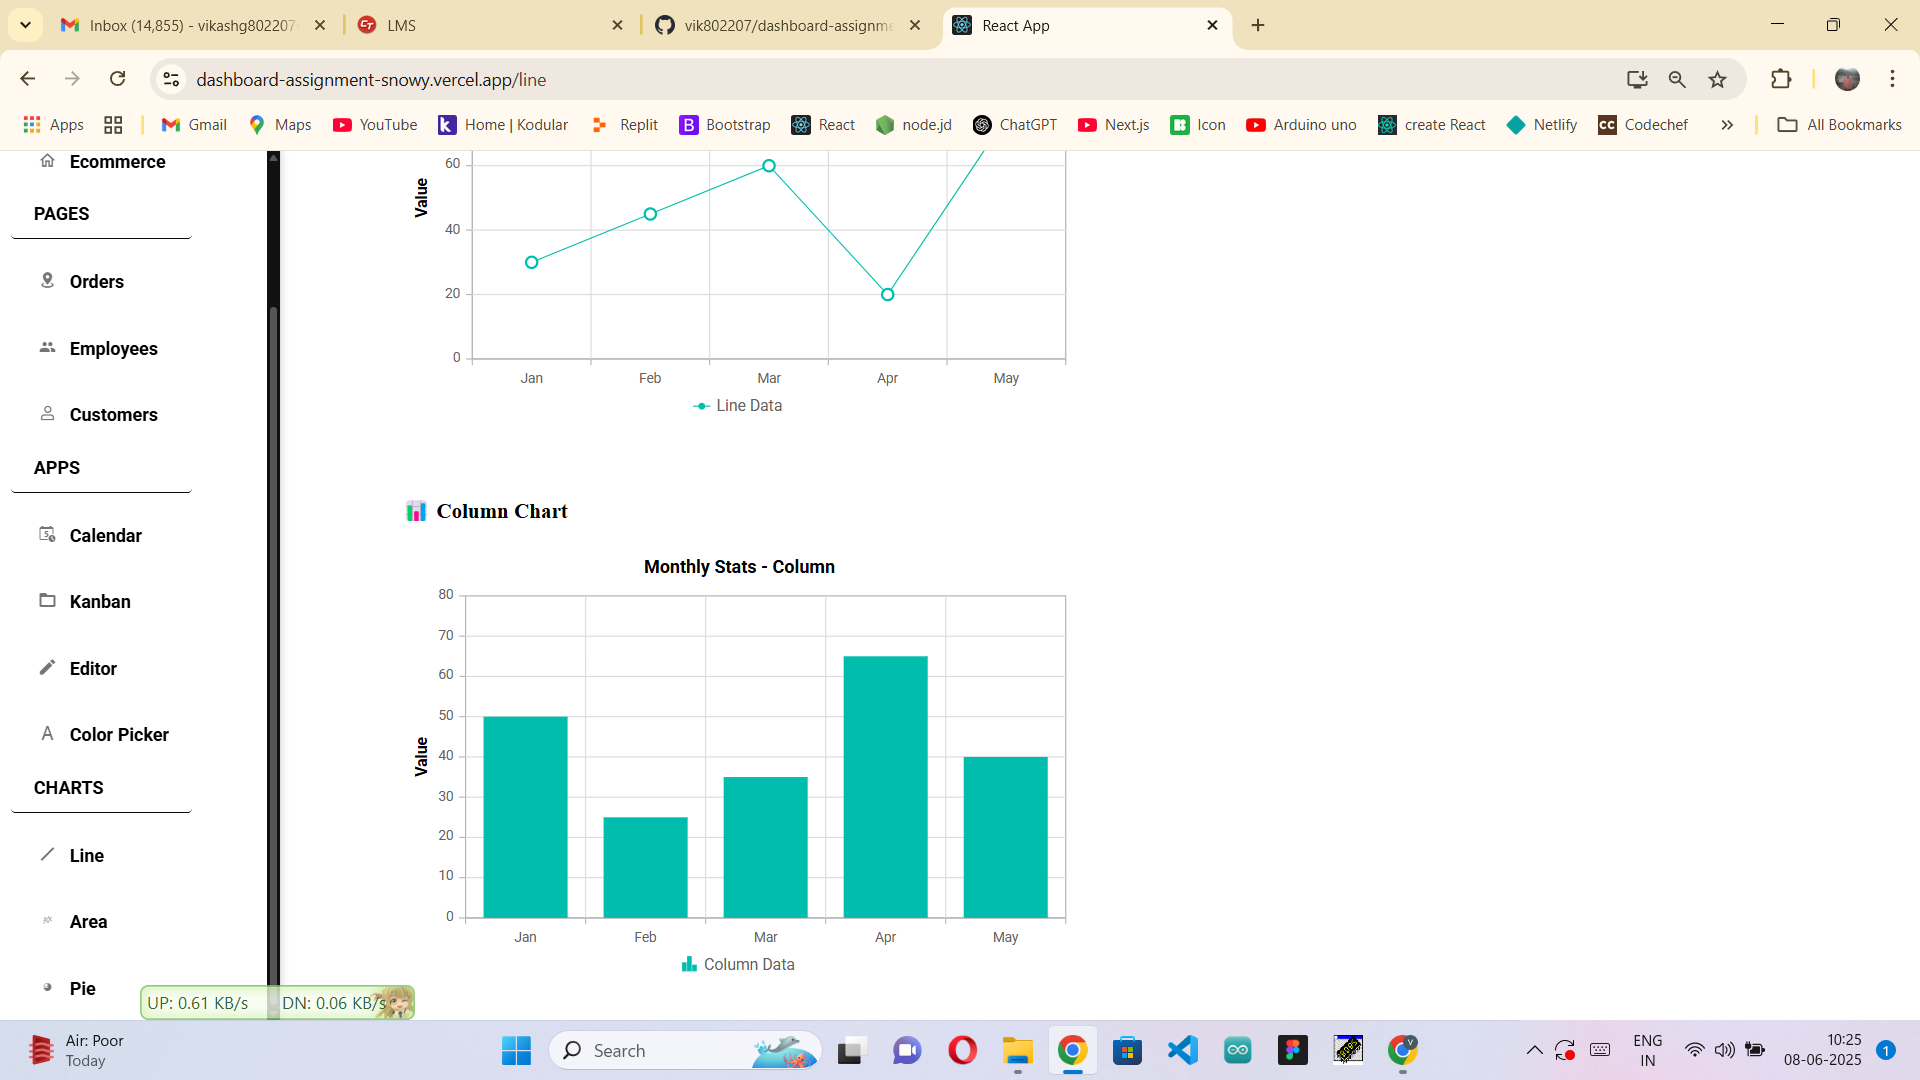 Inbox (14,855) - vikashg802207
LMS
vik802207/dashboard-assignme
React App
dashboard-assignment-snowy.vercel.app/line
Apps
Gmail
Maps
YouTube
Home | Kodular
Replit
Bootstrap
React
node.jd
ChatGPT
Next.js
Icon
Arduino uno
create React
Netlify
Codechef
All Bookmarks
Ecommerce
PAGES
Orders
Employees
Customers
APPS
Calendar
Kanban
Editor
Color Picker
CHARTS
Line
Area
Pie
60
40
20
0
Value
Jan Feb Mar Apr May
Line Data
Column Chart
Monthly Stats - Column
80
70
60
50
40
30
20
10
0
Value
Jan Feb Mar Apr May
Column Data
UP: 0.61 KB/s DN: 0.06 KB/s
Air: Poor
Today
Search
ENG
IN
10:25
08-06-2025
1